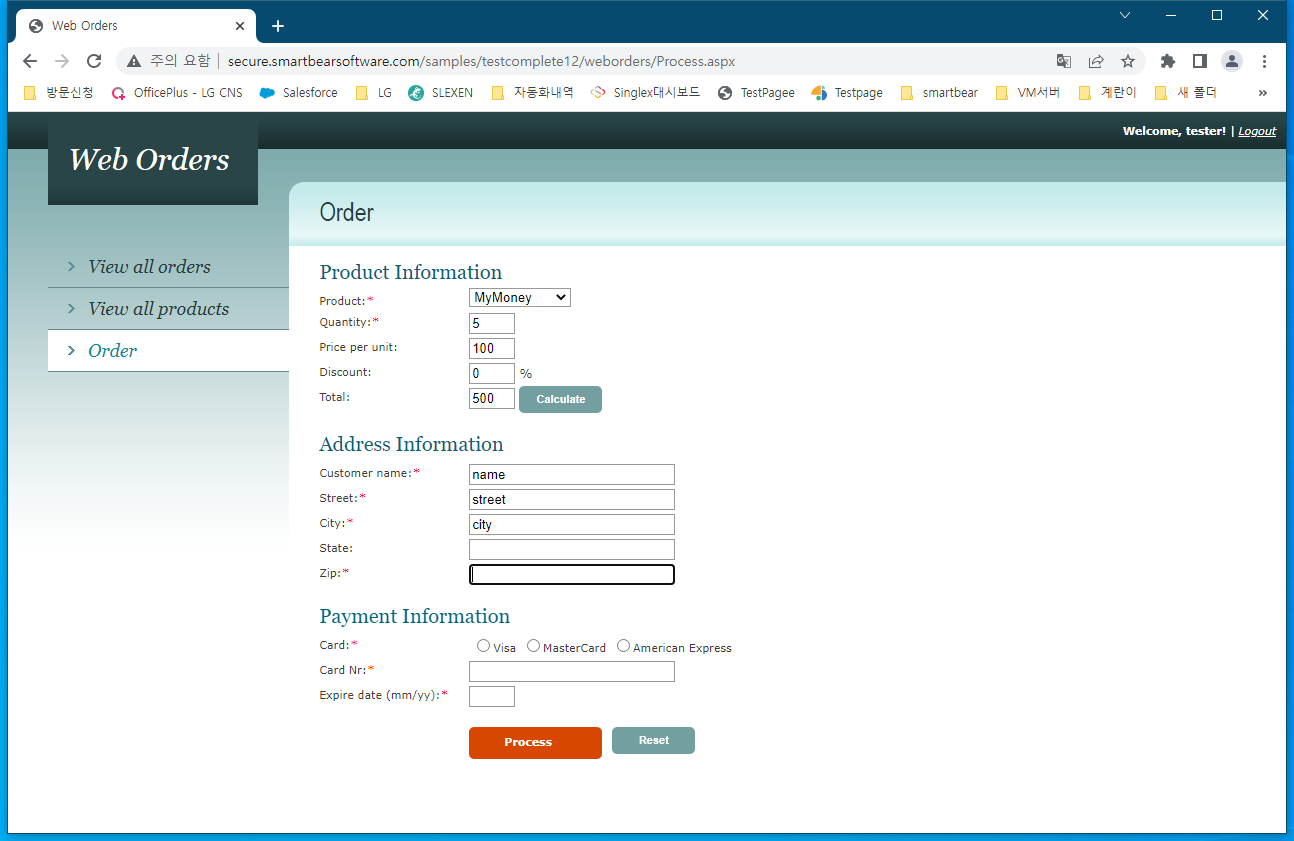 Web Orders
주의 요함 secure.smartbearsoftware.com/samples/testcomplete12/weborders/Process.aspx
방문신청 OfficePlus - LG CNS Salesforce LG SLEXEN 자동화내역 Singlex대시보드 TestPagee Testpage smartbear VM서버 계란이 새 폴더 »
Welcome, tester! | Logout
Web Orders
View all orders
View all products
Order
Order
Product Information
Product:* MyMoney
Quantity:* 5
Price per unit: 100
Discount: 0 %
Total: 500 Calculate
Address Information
Customer name:* name
Street:* street
City:* city
State:
Zip:*
Payment Information
Card:* Visa MasterCard American Express
Card Nr:*
Expire date (mm/yy):*
Process Reset